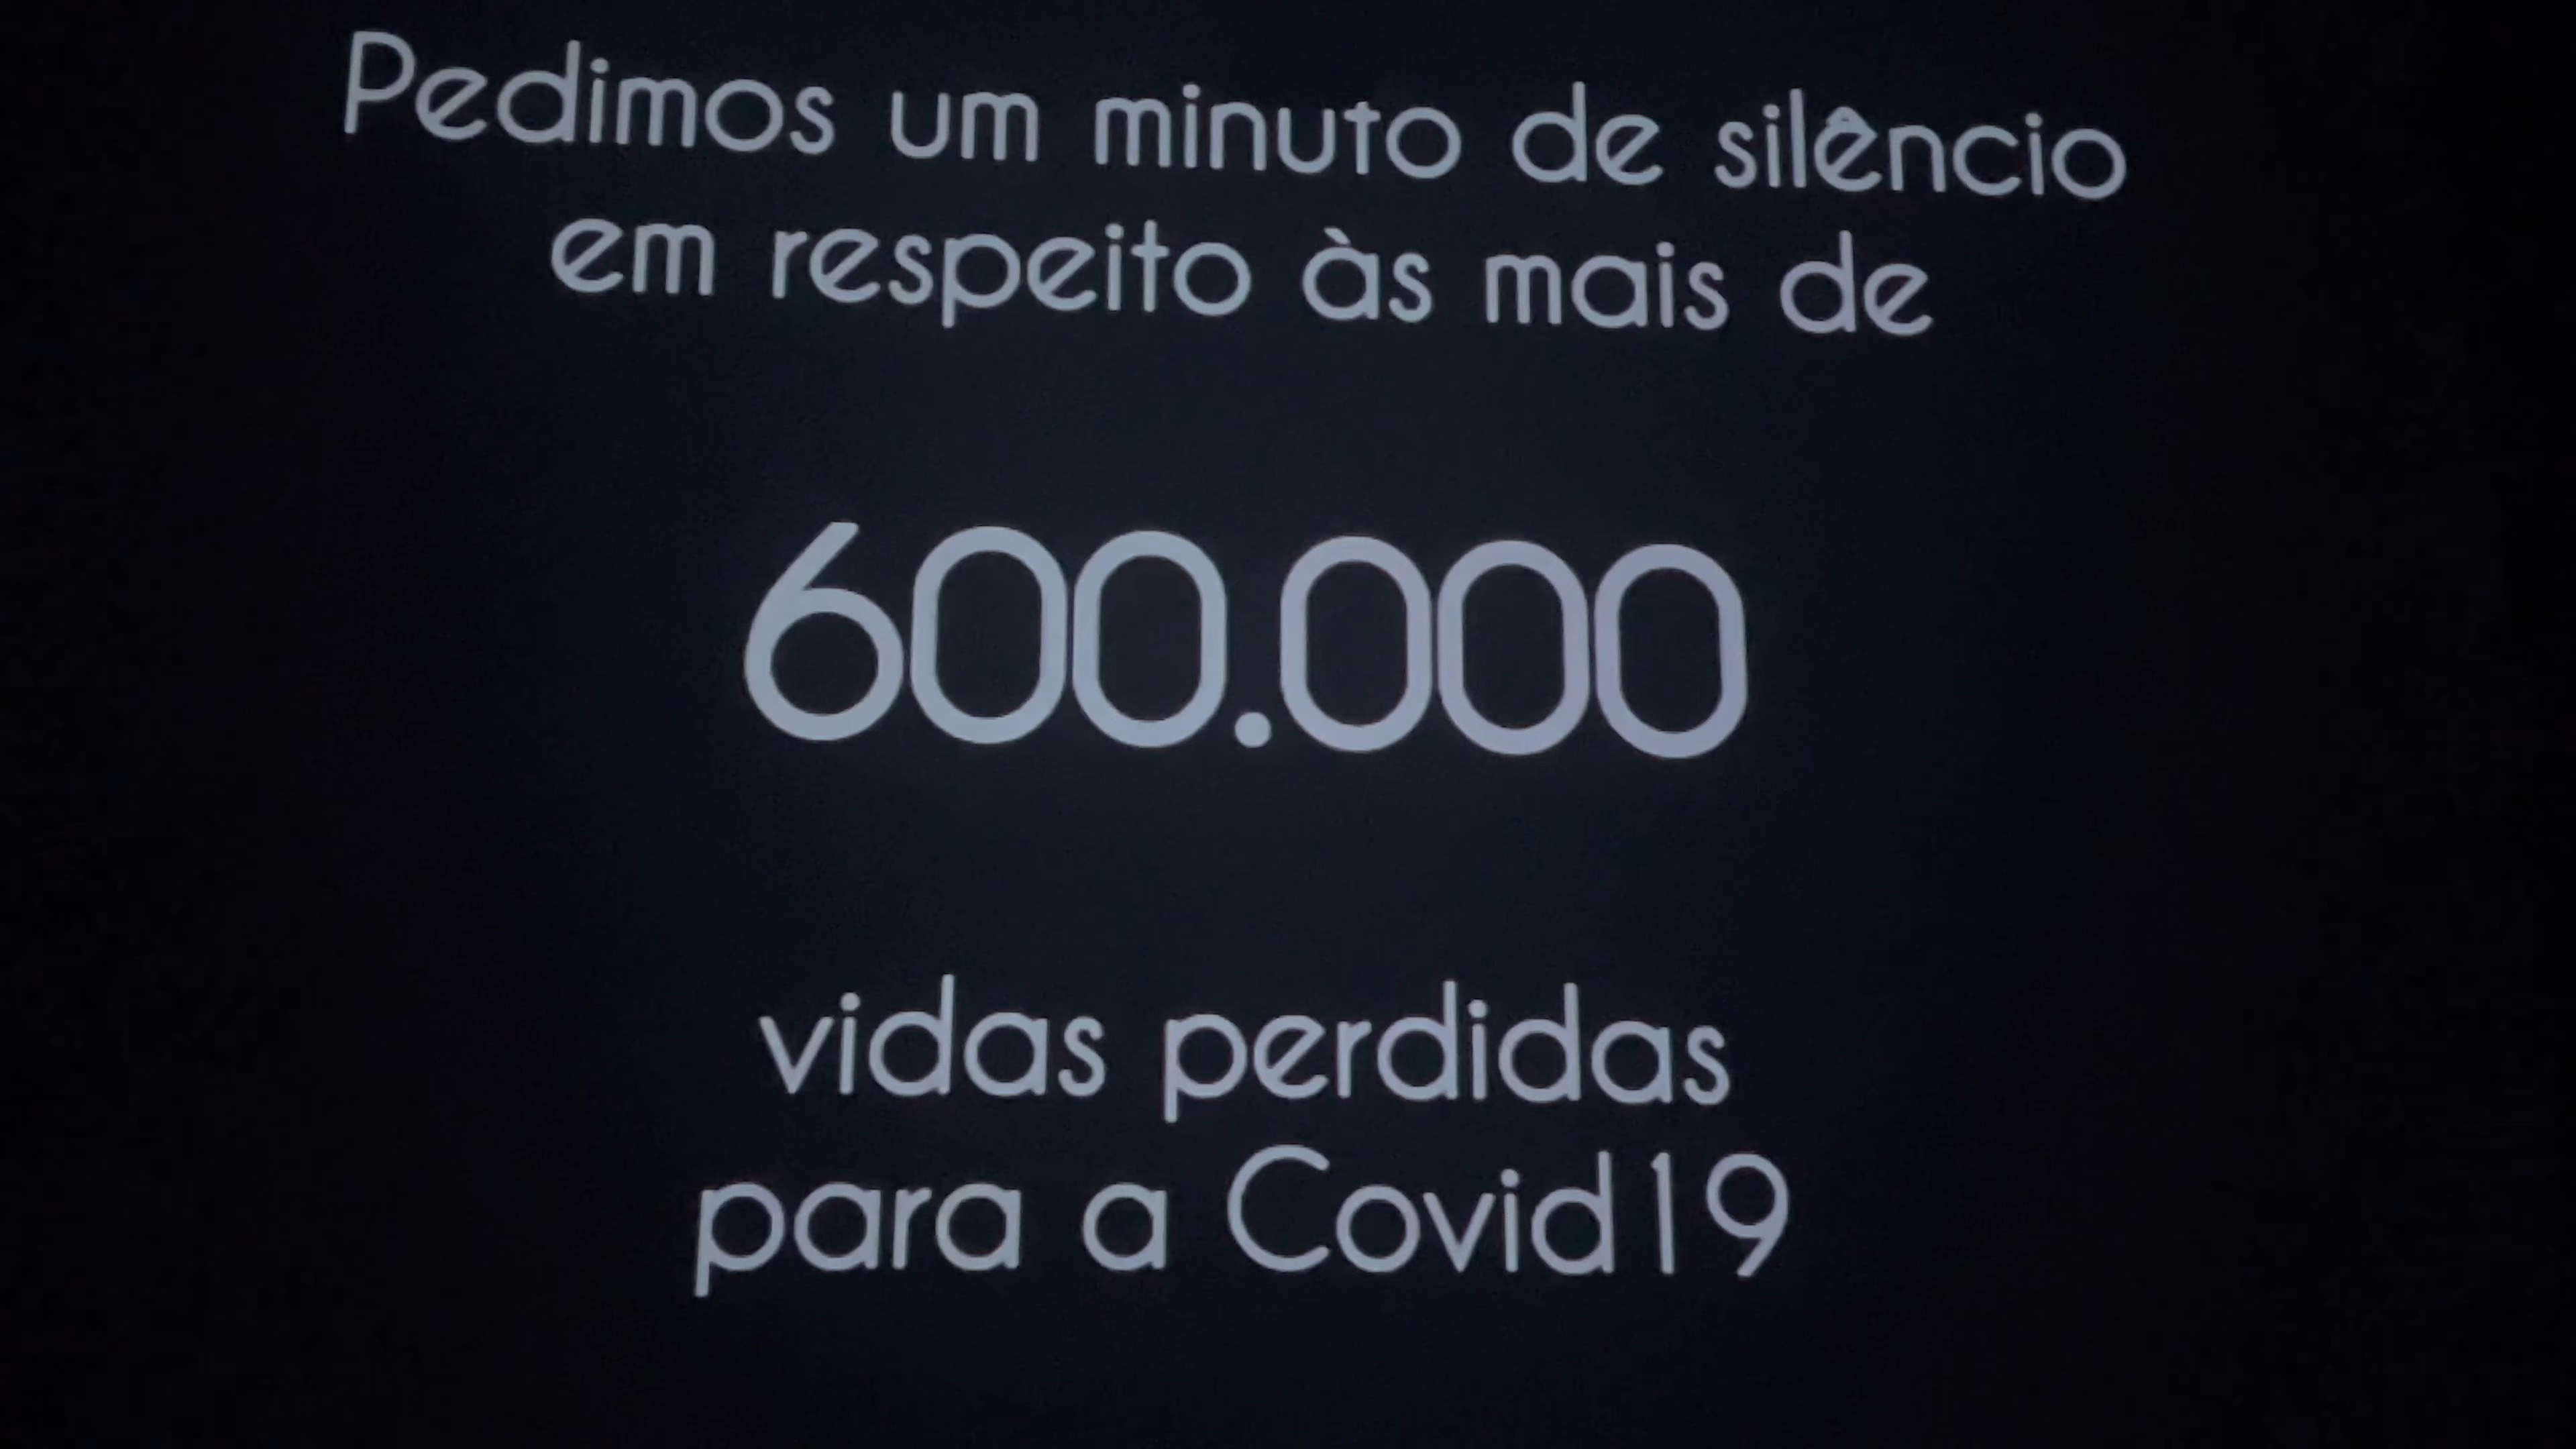 Pedimos um minuto de silêncio
em respeito às mais de
600.000
vidas perdidas
para a Covid19